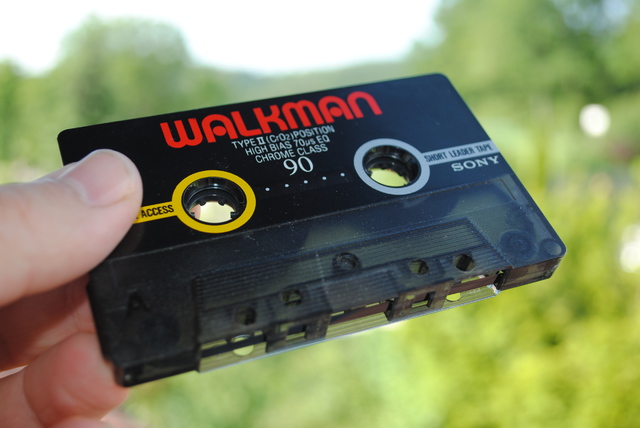 WALKMAN
TYPE II (CrO2) POSITION
HIGH BIAS 70μs EQ
CHROME CLASS
90
ACCESS
SHORT LEADER TAPE
SONY
A